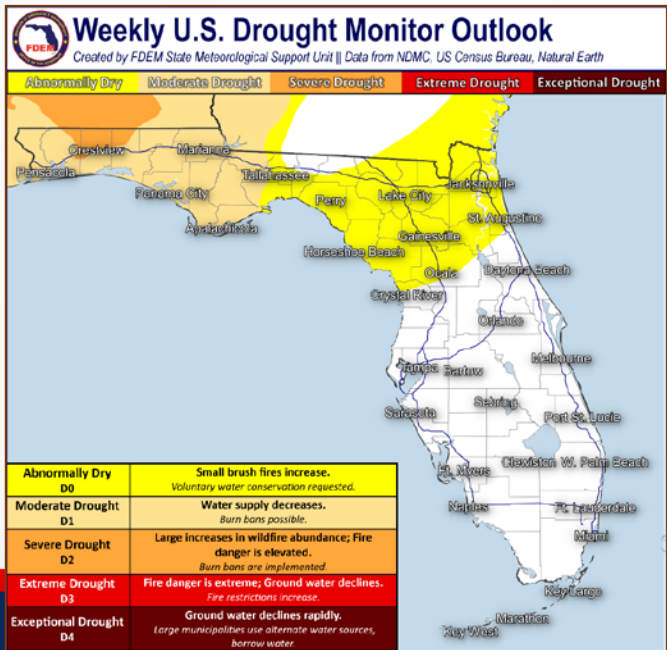 FDEM
Weekly U.S. Drought Monitor Outlook
Created by FDEM State Meteorological Support Unit || Data from NDMC, US Census Bureau, Natural Earth
Abnormally Dry Moderate Drought Severe Drought Extreme Drought Exceptional Drought
Crestview Marianna
Pensacola Tallahassee Jacksonville
Panama City Perry Lake City
Apalachicola St. Augustine
Gainesville
Horseshoe Beach
Ocala Daytona Beach
Crystal River
Orlando
Melbourne
Tampa Bartow
Sebring
Sarasota Port St. Lucie
Ft. Myers Clewiston W. Palm Beach
Naples Ft. Lauderdale
Miami
Key Largo
Marathon
Key West
Abnormally Dry
D0
Small brush fires increase.
Voluntary water conservation requested.
Moderate Drought
D1
Water supply decreases.
Burn bans possible.
Severe Drought
D2
Large increases in wildfire abundance; Fire
danger is elevated.
Burn bans are implemented.
Extreme Drought
D3
Fire danger is extreme; Ground water declines.
Fire restrictions increase.
Exceptional Drought
D4
Ground water declines rapidly.
Large municipalities use alternate water sources,
borrow water.